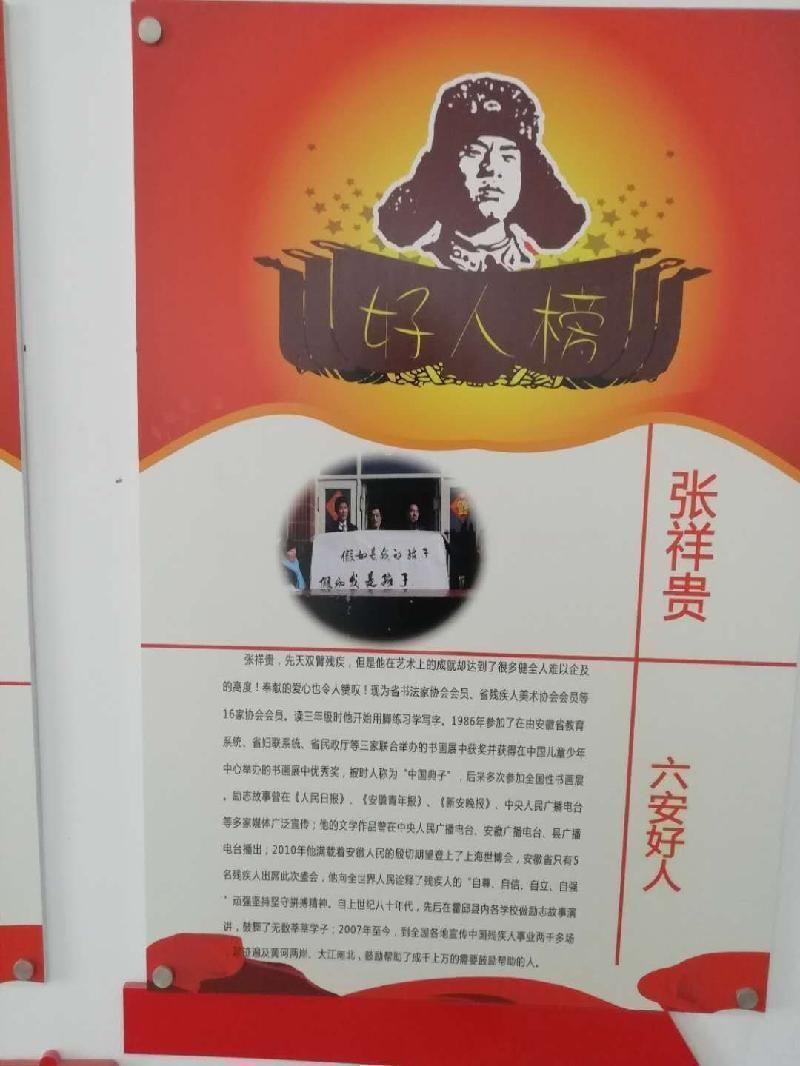 好人榜
张祥贵
假如是我的孩子
假如我是孩子
张祥贵，先天双臂残疾，但是他在艺术上的成就却达到了很多健全人难以企及
的高度！奉献的爱心也令人赞叹！现为省书法家协会会员、省残疾人美术协会会员等
16家协会会员。读三年级时他开始用脚练习学写字。1986年参加了在由安徽省教育
系统、省妇联系统、省民政厅等三家联合举办的书画展中获奖并获得在中国儿童少年
中心举办的书画展中优秀奖，被时人称为“中国典子”，后来多次参加全国性书画展
，励志故事曾在《人民日报》、《安徽青年报》、《新安晚报》、中央人民广播电台
等多家媒体广泛宣传；他的文学作品曾在中央人民广播电台、安徽广播电台、县广播
电台播出；2010年他满载着安徽人民的殷切期望登上了上海世博会，安徽省只有5
名残疾人出席此次盛会，他向全世界人民诠释了残疾人的“自尊、自信、自立、自强
”顽强坚持坚守拼搏精神。自上世纪八十年代，先后在霍邱县内各学校做励志故事演
讲，鼓舞了无数莘莘学子；2007年至今，到全国各地宣传中国残疾人事业两千多场
，足迹遍及黄河两岸、大江南北，鼓励帮助了成千上万的需要鼓励帮助的人。
六安好人